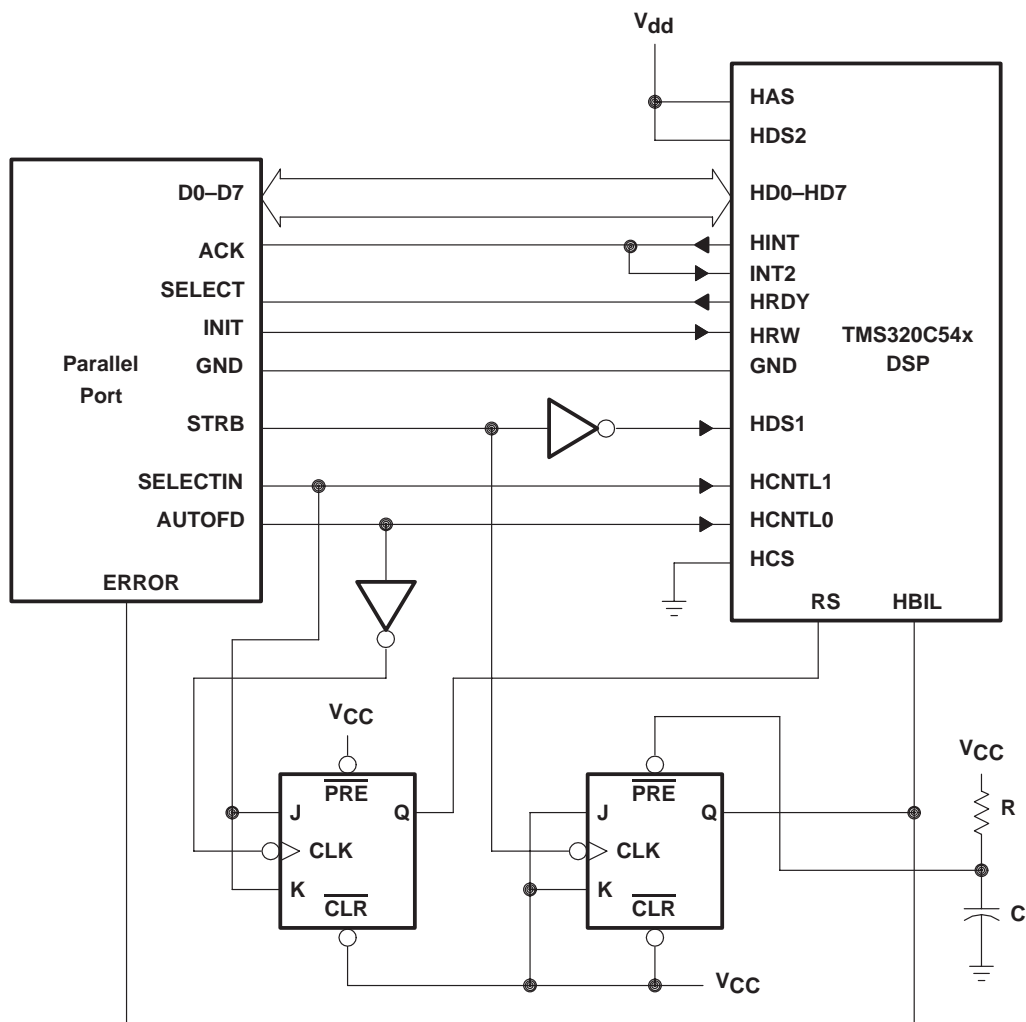 Vdd
HAS
HDS2
D0–D7
HD0–HD7
ACK
HINT
INT2
SELECT
HRDY
INIT
HRW
TMS320C54x
DSP
Parallel
Port
GND
GND
STRB
HDS1
SELECTIN
HCNTL1
AUTOFD
HCNTL0
HCS
ERROR
RS
HBIL
VCC
VCC
PRE
PRE
R
J
Q
J
Q
CLK
CLK
K
K
CLR
CLR
C
VCC